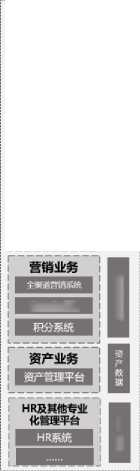 营销业务
全渠道营销系统
积分系统
资产业务
资产管理平台
资产数据
HR及其他专业
化管理平台
HR系统
......